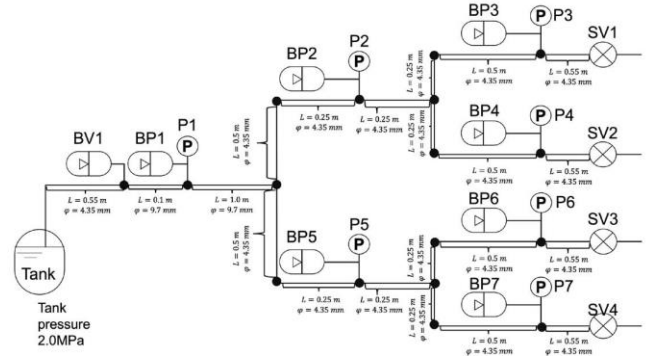 BP3
P
P3
SV1
BP2
P2
P
L = 0.25 m
φ = 4.35 mm
L = 0.5 m
φ = 4.35 mm
L = 0.55 m
φ = 4.35 mm
BP4
P
P4
SV2
L = 0.25 m
φ = 4.35 mm
L = 0.25 m
φ = 4.35 mm
L = 0.25 m
φ = 4.35 mm
L = 0.5 m
φ = 4.35 mm
BV1
BP1
P1
P
L = 0.5 m
φ = 4.35 mm
L = 0.55 m
φ = 4.35 mm
L = 0.55 m
φ = 4.35 mm
L = 0.1 m
φ = 9.7 mm
L = 1.0 m
φ = 9.7 mm
L = 0.5 m
φ = 4.35 mm
BP5
P5
P
BP6
P
P6
SV3
L = 0.25 m
φ = 4.35 mm
L = 0.5 m
φ = 4.35 mm
L = 0.55 m
φ = 4.35 mm
Tank
L = 0.25 m
φ = 4.35 mm
L = 0.25 m
φ = 4.35 mm
L = 0.25 m
φ = 4.35 mm
BP7
P
P7
SV4
L = 0.5 m
φ = 4.35 mm
L = 0.55 m
φ = 4.35 mm
Tank
pressure
2.0MPa